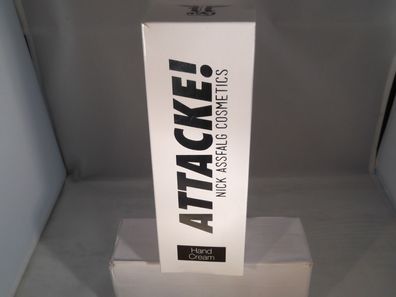 ATTACKE!
NICK ASSFALG COSMETICS
Hand
Cream